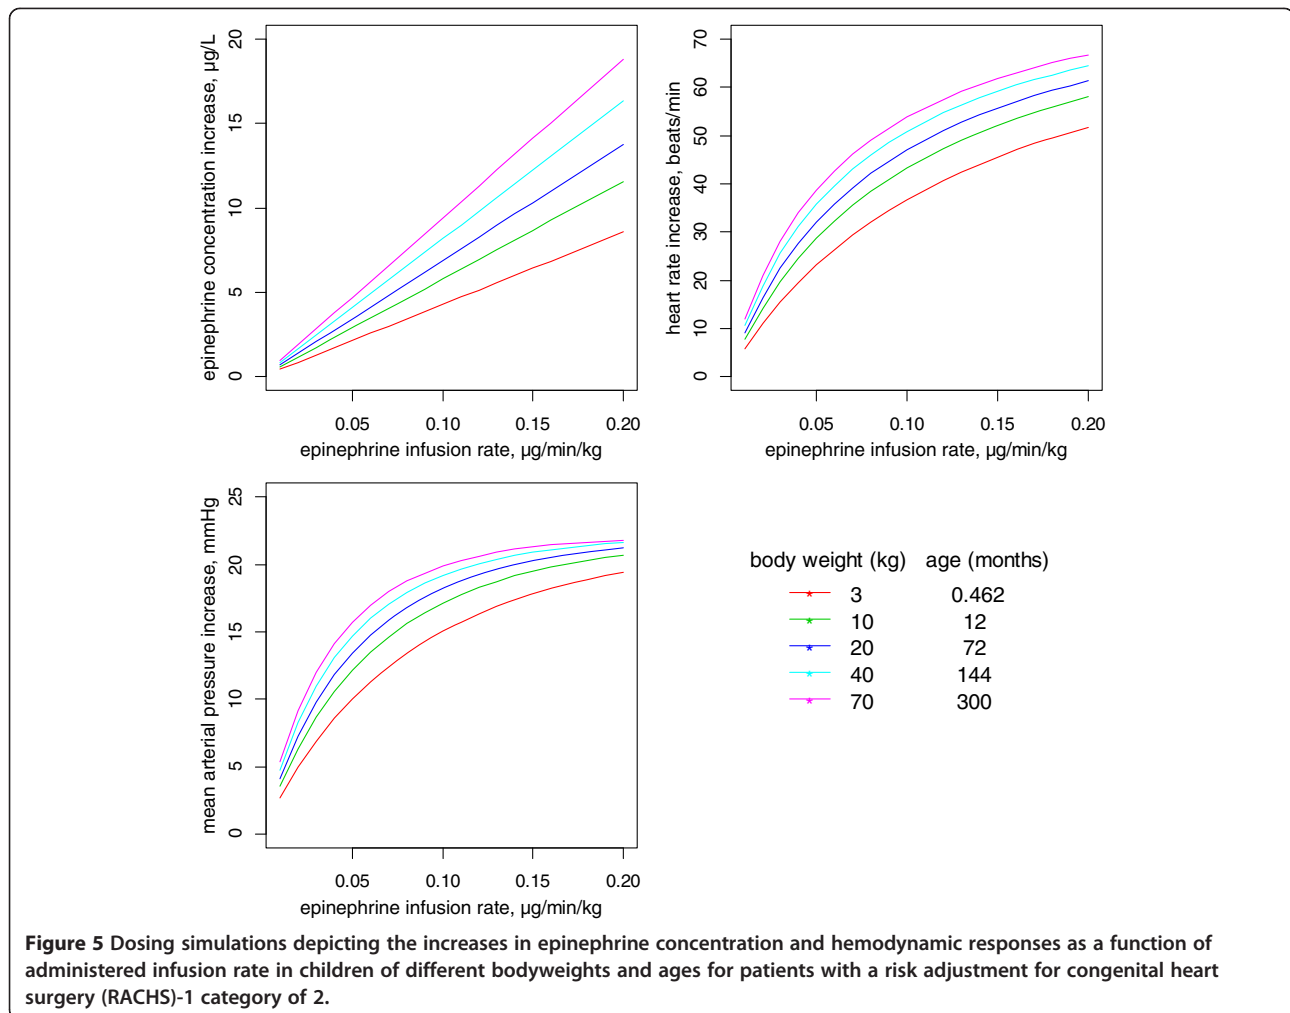 epinephrine concentration increase, µg/L
20
15
10
5
0
0.05 0.10 0.15 0.20
epinephrine infusion rate, µg/min/kg
heart rate increase, beats/min
70
60
50
40
30
20
10
0
0.05 0.10 0.15 0.20
epinephrine infusion rate, µg/min/kg
mean arterial pressure increase, mmHg
25
20
15
10
5
0
0.05 0.10 0.15 0.20
epinephrine infusion rate, µg/min/kg
body weight (kg) age (months)
3 0.462
10 12
20 72
40 144
70 300
Figure 5 Dosing simulations depicting the increases in epinephrine concentration and hemodynamic responses as a function of
administered infusion rate in children of different bodyweights and ages for patients with a risk adjustment for congenital heart
surgery (RACHS)-1 category of 2.